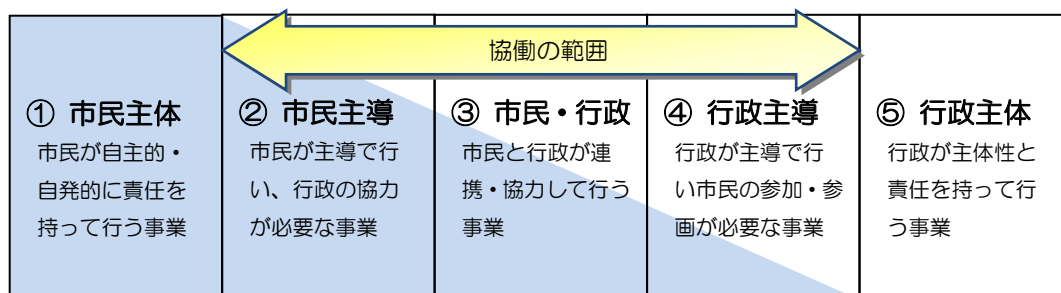 協働の範囲
① 市民主体
市民が自主的・
自発的に責任を
持って行う事業
② 市民主導
市民が主導で行
い、行政の協力
が必要な事業
③ 市民・行政
市民と行政が連
携・協力して行う
事業
④ 行政主導
行政が主導で行
い市民の参加・参
画が必要な事業
⑤ 行政主体
行政が主体性と
責任を持って行
う事業